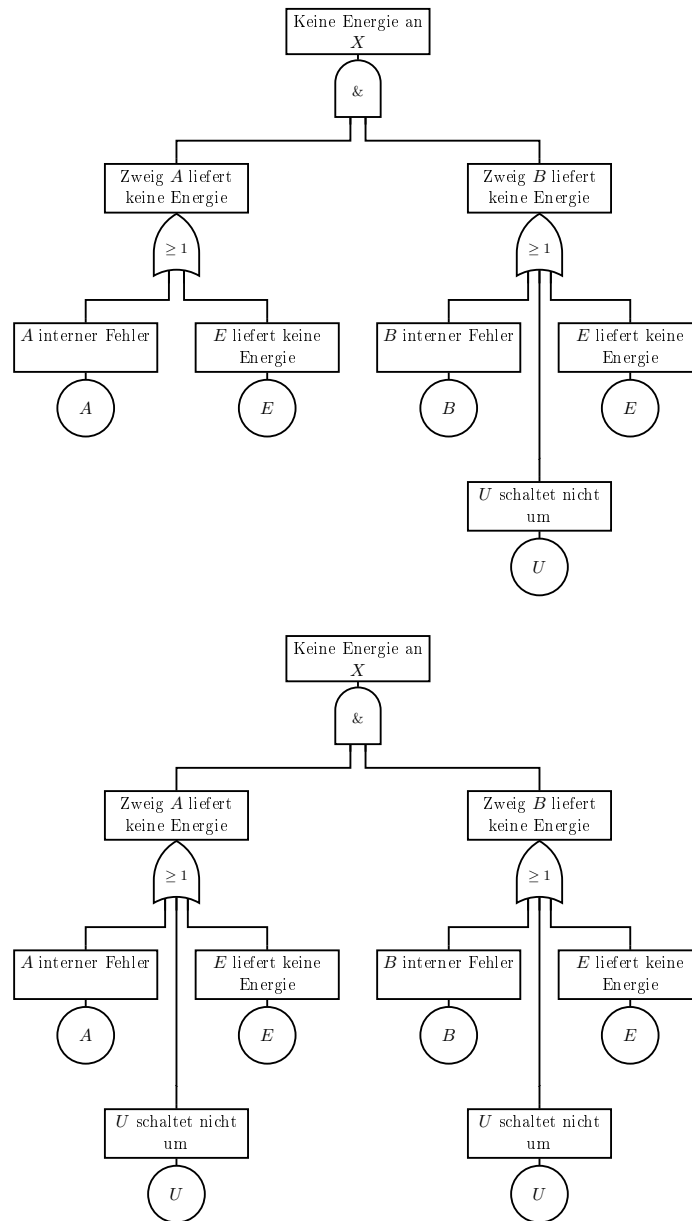 Keine Energie an
X
&
Zweig A liefert
keine Energie
Zweig B liefert
keine Energie
≥ 1
≥ 1
A interner Fehler
E liefert keine
Energie
B interner Fehler
E liefert keine
Energie
A
E
B
E
U schaltet nicht
um
U
Keine Energie an
X
&
Zweig A liefert
keine Energie
Zweig B liefert
keine Energie
≥ 1
≥ 1
A interner Fehler
E liefert keine
Energie
B interner Fehler
E liefert keine
Energie
A
E
B
E
U schaltet nicht
um
U schaltet nicht
um
U
U